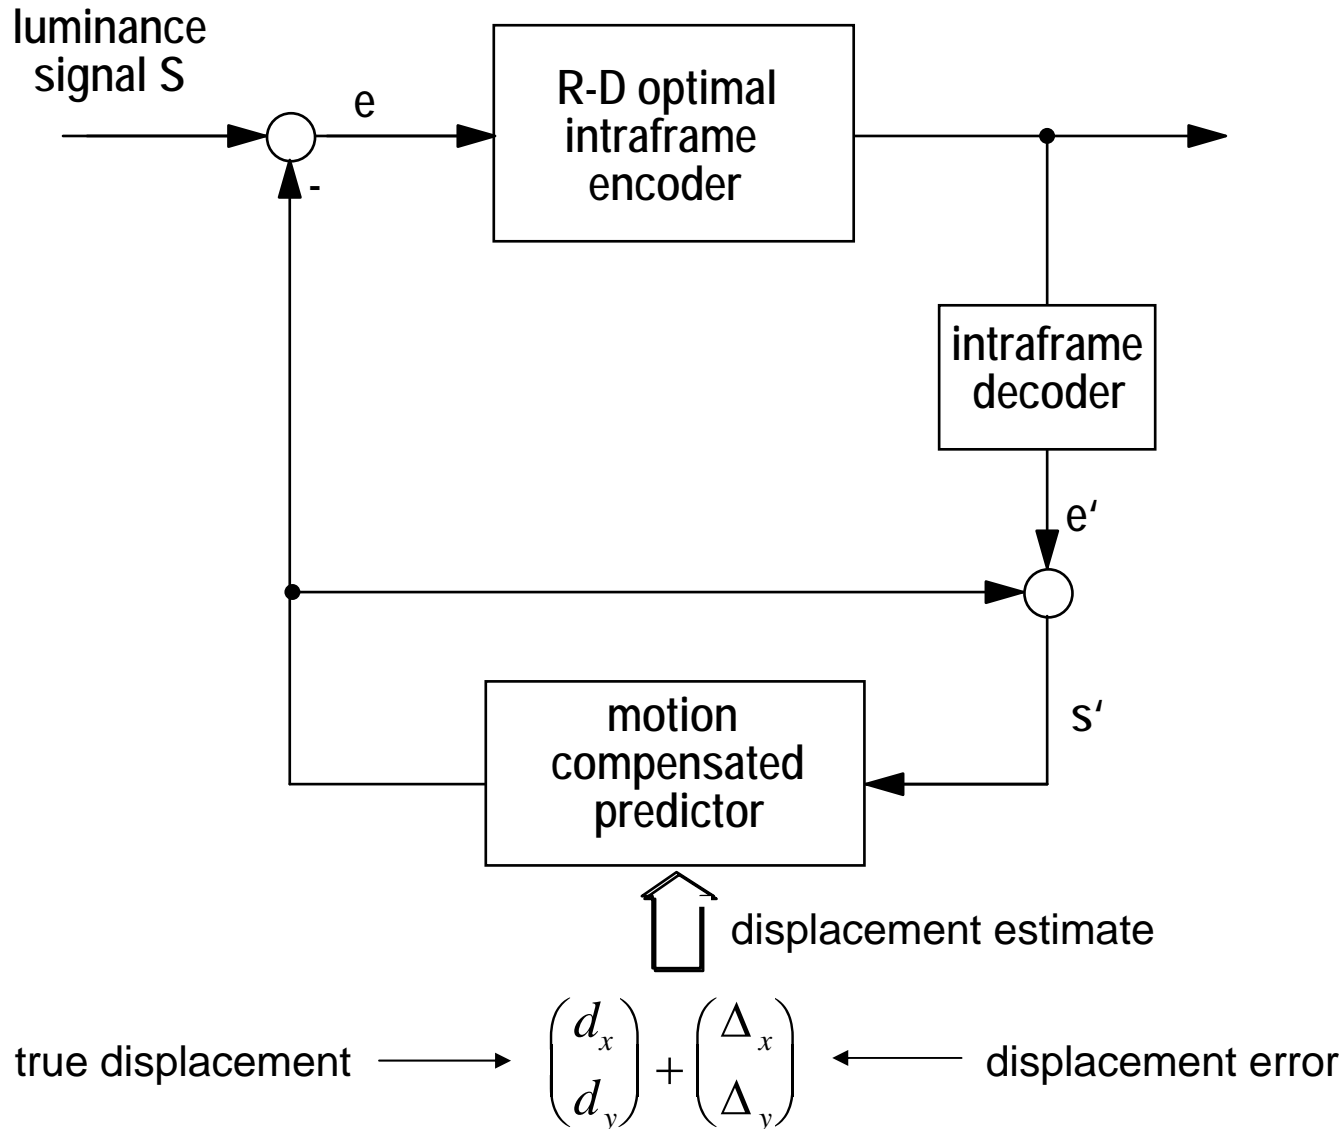 luminance
signal S
e
R-D optimal
intraframe
encoder
-
intraframe
decoder
e'
s'
motion
compensated
predictor
displacement estimate
true displacement
(d_x d_y) + (Δ_x Δ_y)
displacement error